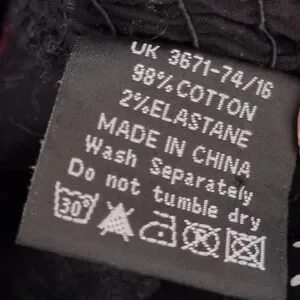 UK 3671-74/16
98% COTTON
2% ELASTANE
MADE IN CHINA
Wash Separately
Do not tumble dry
30°